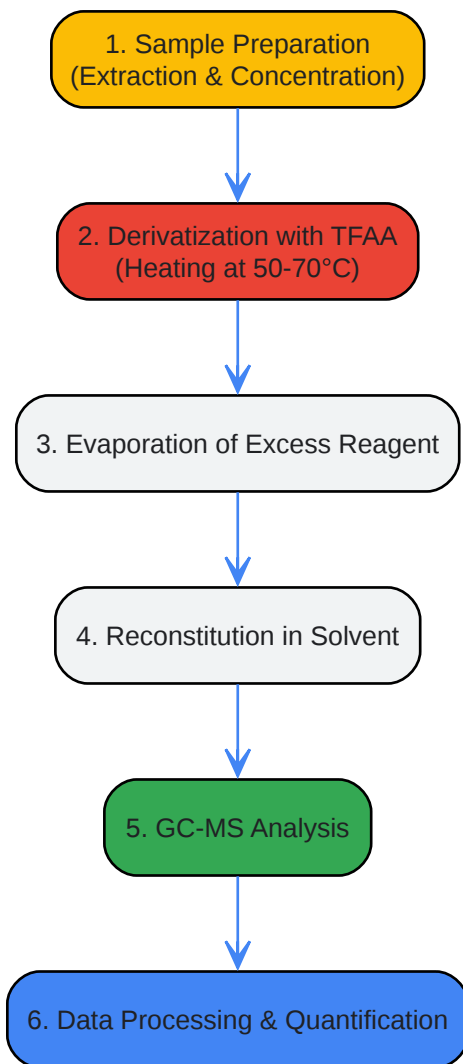 1. Sample Preparation
(Extraction & Concentration)
2. Derivatization with TFAA
(Heating at 50-70°C)
3. Evaporation of Excess Reagent
4. Reconstitution in Solvent
5. GC-MS Analysis
6. Data Processing & Quantification